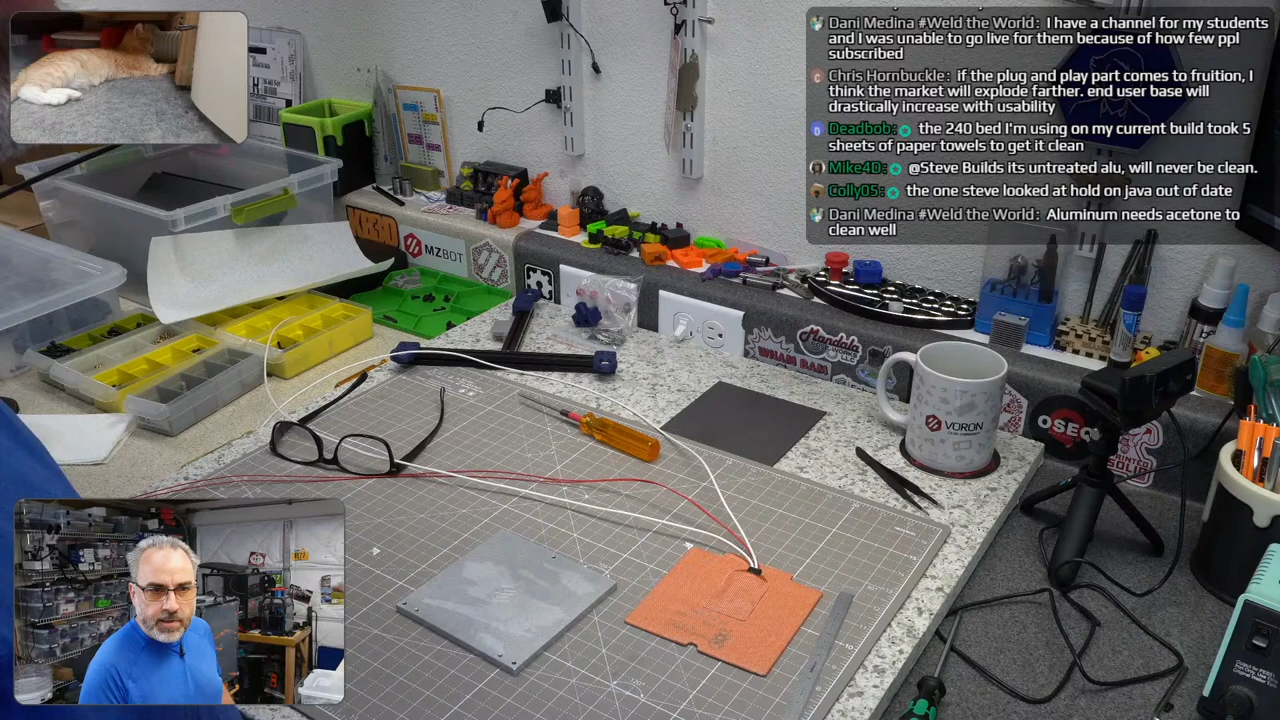 Dani Medina #Weld the World: I have a channel for my students
and I was unable to go live for them because of how few ppl
subscribed
Chris Hornbuckle: if the plug and play part comes to fruition, I
think the market will explode farther. end user base will
drastically increase with usability
Deadbob: the 240 bed I'm using on my current build took 5
sheets of paper towels to get it clean
Mike4D: @Steve Builds its untreated alu, will never be clean.
Colly05: the one steve looked at hold on java out of date
Dani Medina #Weld the World: Aluminum needs acetone to
clean well
KB3D
MZBOT
Mandala
WHAM BAM
VORON
OSEQ
PRINTED
SOLID